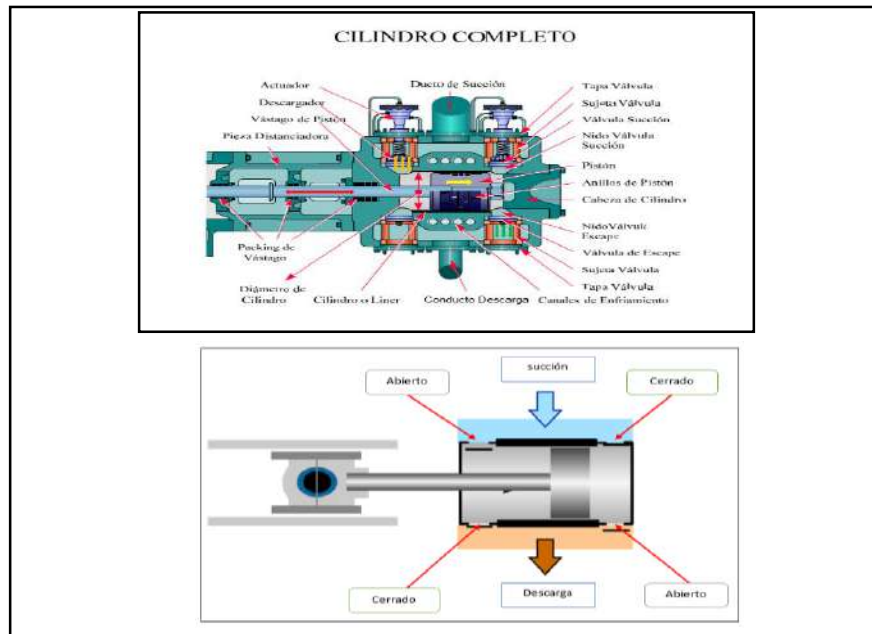 CILINDRO COMPLETO
Actuador
Descargador
Vástago de Pistón
Pieza Distanciadora
Ducto de Succión
Tapa Válvula
Sujeta Válvula
Válvula Succión
Nido Válvula
Succión
Pistón
Anillos de Pistón
Cabeza de Cilindro
Nido Válvula
Escape
Válvula de Escape
Sujeta Válvula
Tapa Válvula
Packing de
Vástago
Diámetro de
Cilindro
Cilindro o Liner
Conducto Descarga
Canales de Enfriamiento
succión
Abierto
Cerrado
Cerrado
Descarga
Abierto